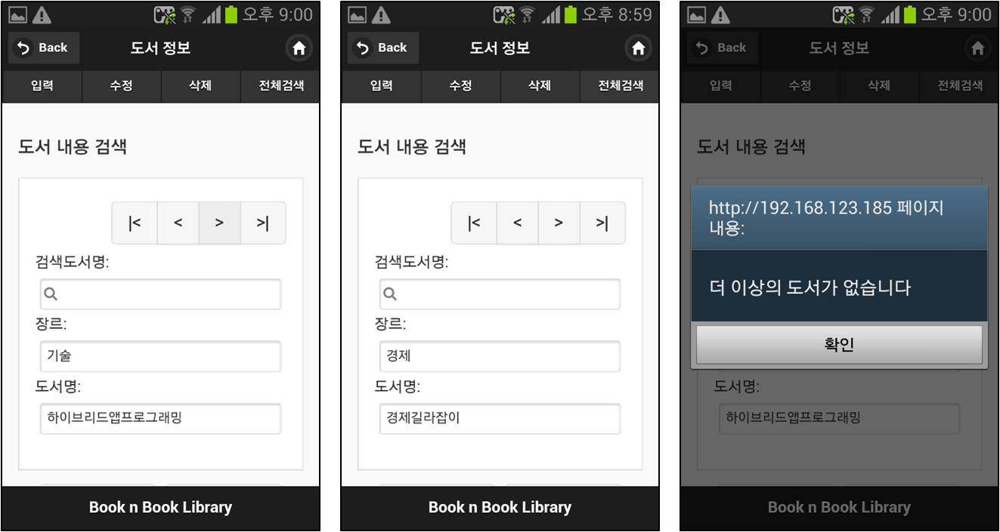 오후 9:00
Back
도서 정보
입력
수정
삭제
전체검색
도서 내용 검색
|<
<
>
>|
검색도서명:
장르:
기술
도서명:
하이브리드앱프로그래밍
Book n Book Library
오후 8:59
Back
도서 정보
입력
수정
삭제
전체검색
도서 내용 검색
|<
<
>
>|
검색도서명:
장르:
경제
도서명:
경제길라잡이
Book n Book Library
오후 9:00
Back
도서 정보
입력
수정
삭제
전체검색
도서 내용 검색
http://192.168.123.185 페이지
내용:
더 이상의 도서가 없습니다
확인
도서명:
하이브리드앱프로그래밍
Book n Book Library